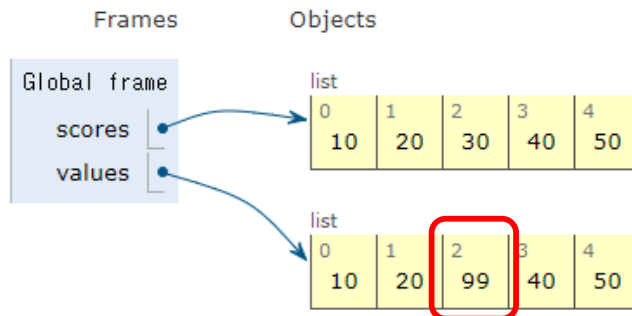 Frames Objects
Global frame
scores
values
list
0 1 2 3 4
10 20 30 40 50
list
0 1 2 3 4
10 20 99 40 50